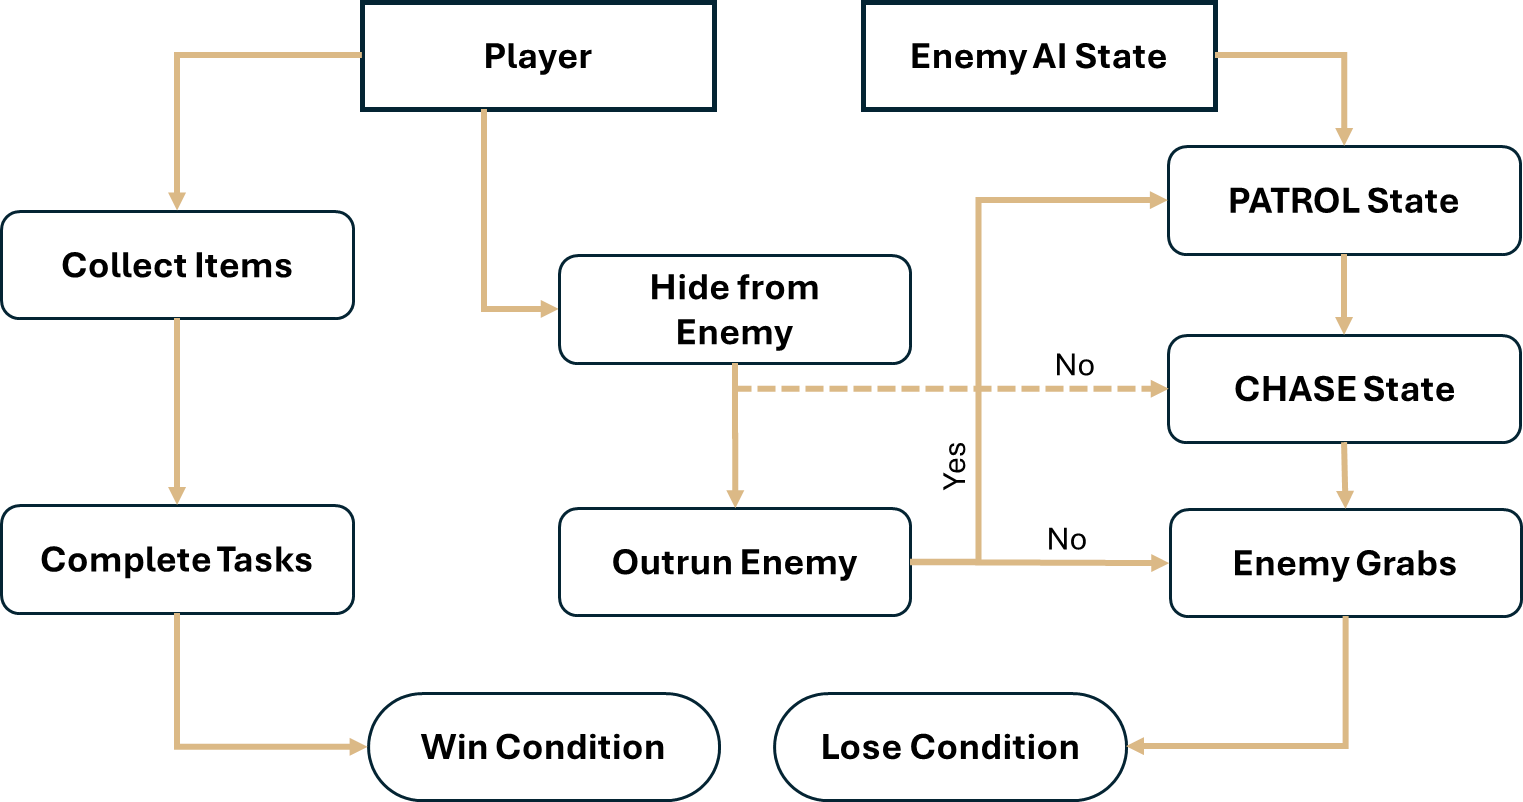 Player
Enemy AI State
PATROL State
Collect Items
Hide from
Enemy
No
CHASE State
Yes
No
Complete Tasks
Outrun Enemy
Enemy Grabs
Win Condition
Lose Condition